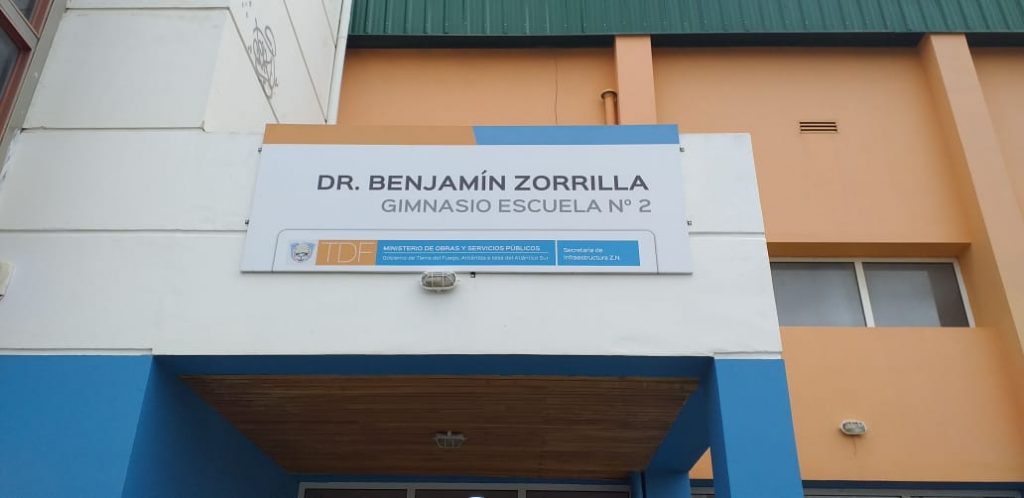 DR. BENJAMÍN ZORRILLA
GIMNASIO ESCUELA Nº 2
TDF
MINISTERIO DE OBRAS Y SERVICIOS PÚBLICOS
Gobierno de Tierra del Fuego, Antártida e Islas del Atlántico Sur
Secretaría de
Infraestructura Z.N.